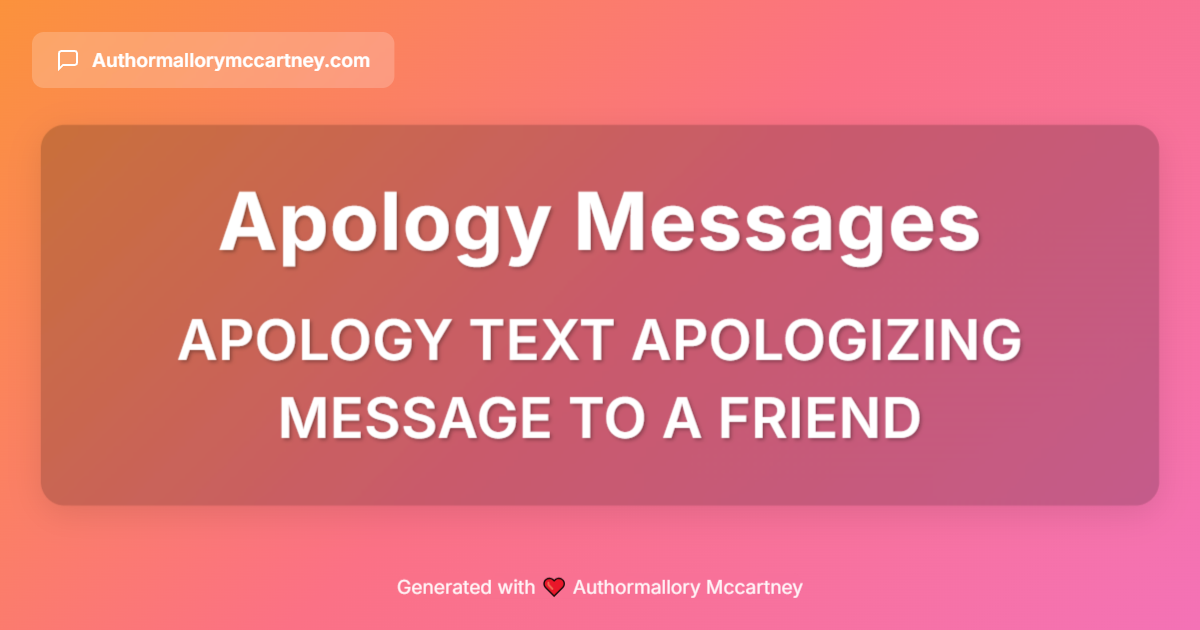 Authormallorymccartney.com
Apology Messages
APOLOGY TEXT APOLOGIZING
MESSAGE TO A FRIEND
Generated with ❤️ Authormallory Mccartney